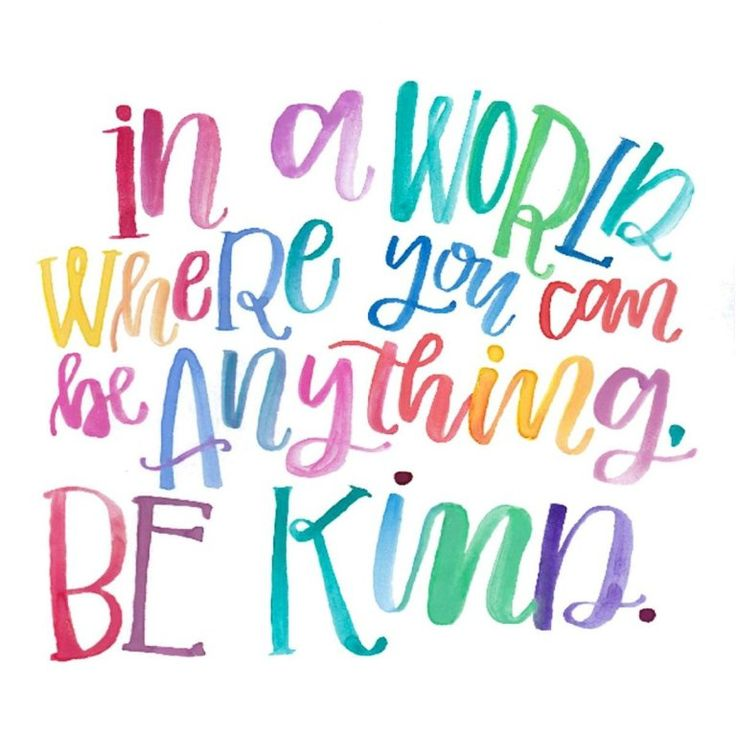 in a WORLD
WheRe you can
be Anything,
BE KinD.